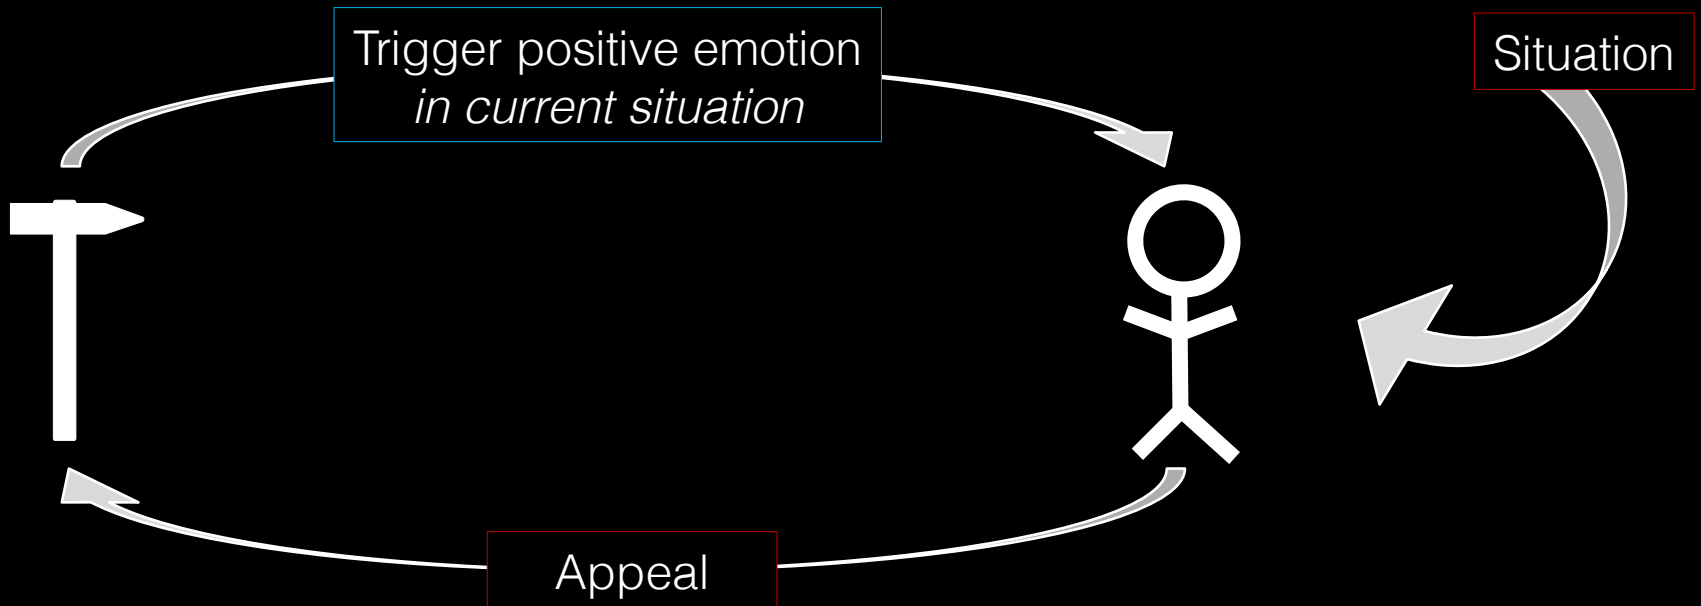 Trigger positive emotion
in current situation
Situation
Appeal